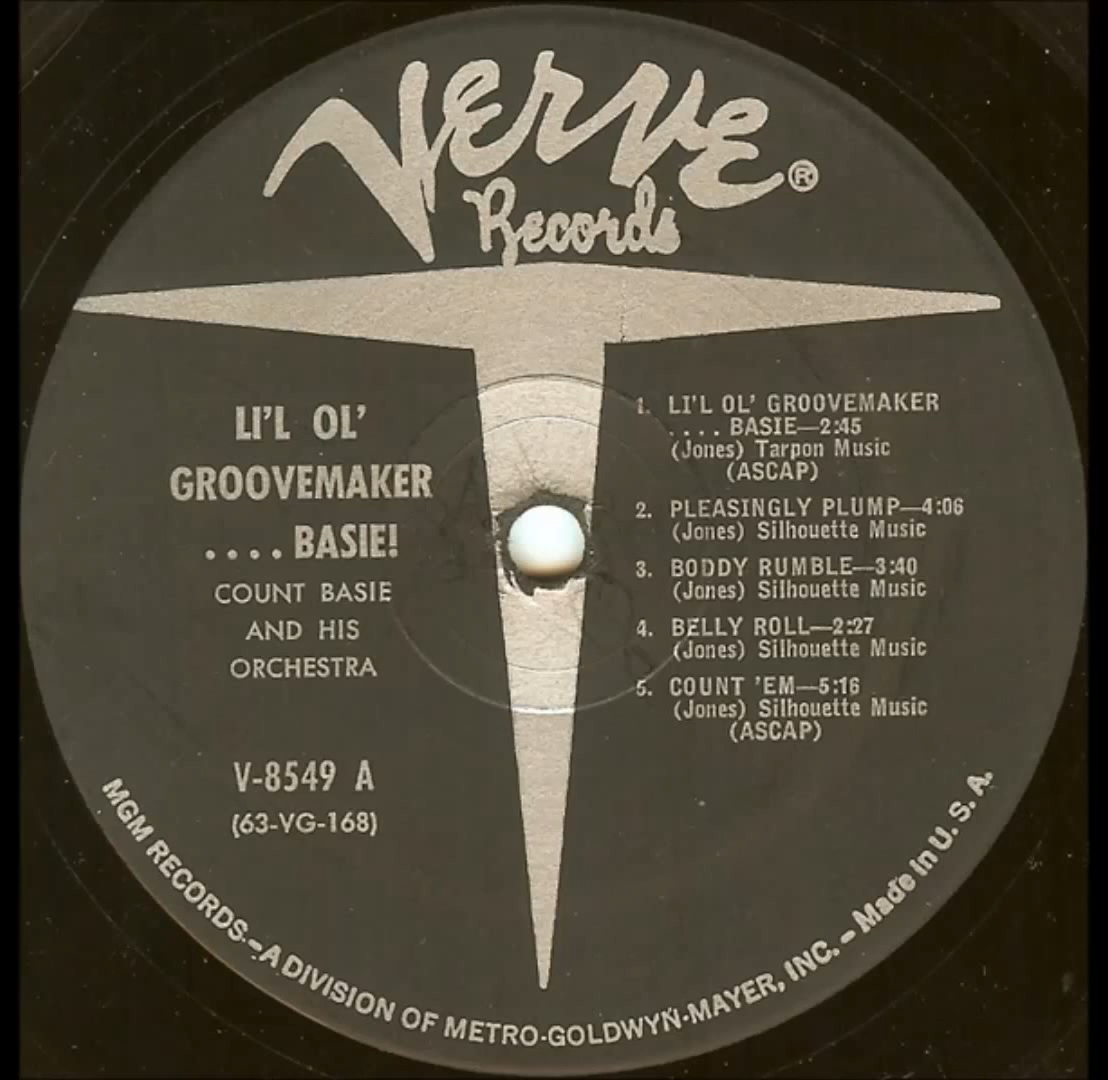 Verve ®
Records
LI'L OL'
GROOVEMAKER
....BASIE!
COUNT BASIE
AND HIS
ORCHESTRA
V-8549 A
(63-VG-168)
1. LI'L OL' GROOVEMAKER
....BASIE—2:45
(Jones) Tarpon Music
(ASCAP)
2. PLEASINGLY PLUMP—4:06
(Jones) Silhouette Music
3. BODDY RUMBLE—3:40
(Jones) Silhouette Music
4. BELLY ROLL—2:27
(Jones) Silhouette Music
5. COUNT 'EM—5:16
(Jones) Silhouette Music
(ASCAP)
MGM RECORDS-A DIVISION OF METRO-GOLDWYN-MAYER, INC. - Made in U. S. A.